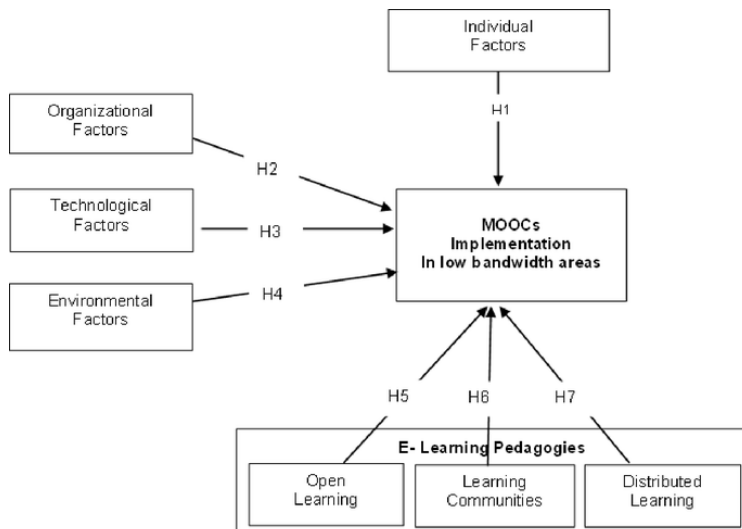 Individual
Factors
H1
Organizational
Factors
H2
Technological
Factors
H3
MOOCs
Implementation
In low bandwidth areas
Environmental
Factors
H4
H5
H6
H7
E- Learning Pedagogies
Open
Learning
Learning
Communities
Distributed
Learning